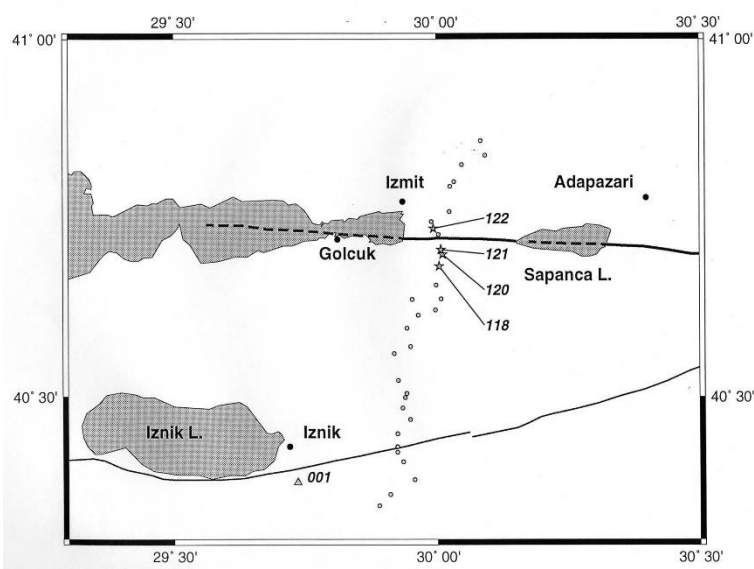 29° 30'
30° 00'
30° 30'
41° 00'
41° 00'
Izmit
Adapazari
122
121
Golcuk
Sapanca L.
120
118
40° 30'
40° 30'
Iznik L.
Iznik
001
29° 30'
30° 00'
30° 30'